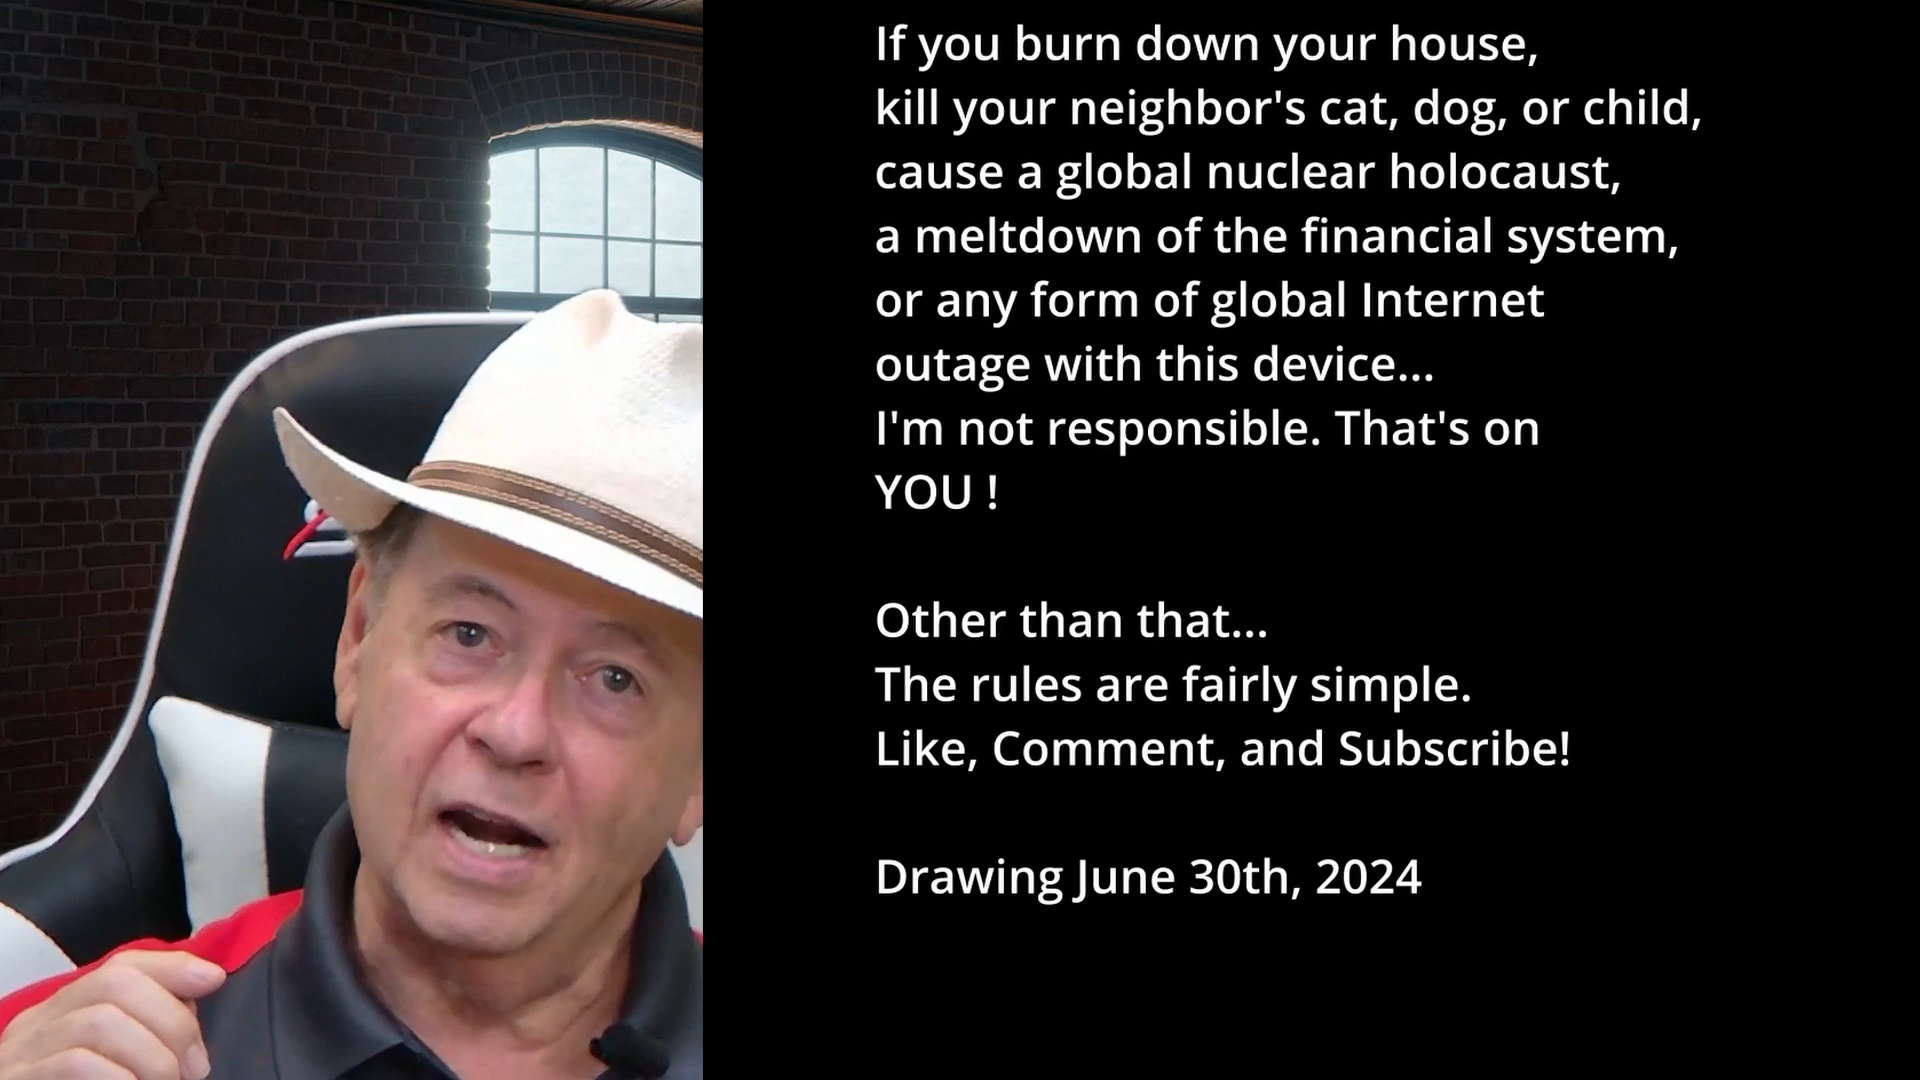 If you burn down your house,
kill your neighbor's cat, dog, or child,
cause a global nuclear holocaust,
a meltdown of the financial system,
or any form of global Internet
outage with this device...
I'm not responsible. That's on
YOU !
Other than that...
The rules are fairly simple.
Like, Comment, and Subscribe!
Drawing June 30th, 2024